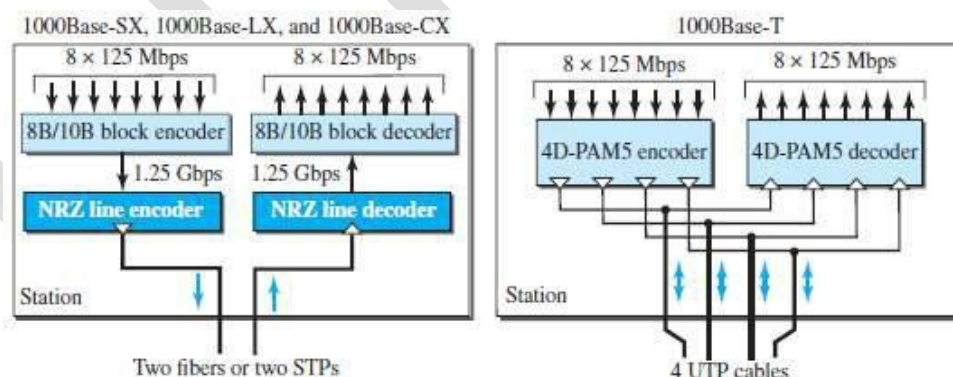 1000Base-SX, 1000Base-LX, and 1000Base-CX
8 × 125 Mbps
8 × 125 Mbps
8B/10B block encoder
8B/10B block decoder
1.25 Gbps
1.25 Gbps
NRZ line encoder
NRZ line decoder
Station
Two fibers or two STPs
1000Base-T
8 × 125 Mbps
8 × 125 Mbps
4D-PAM5 encoder
4D-PAM5 decoder
Station
4 UTP cables